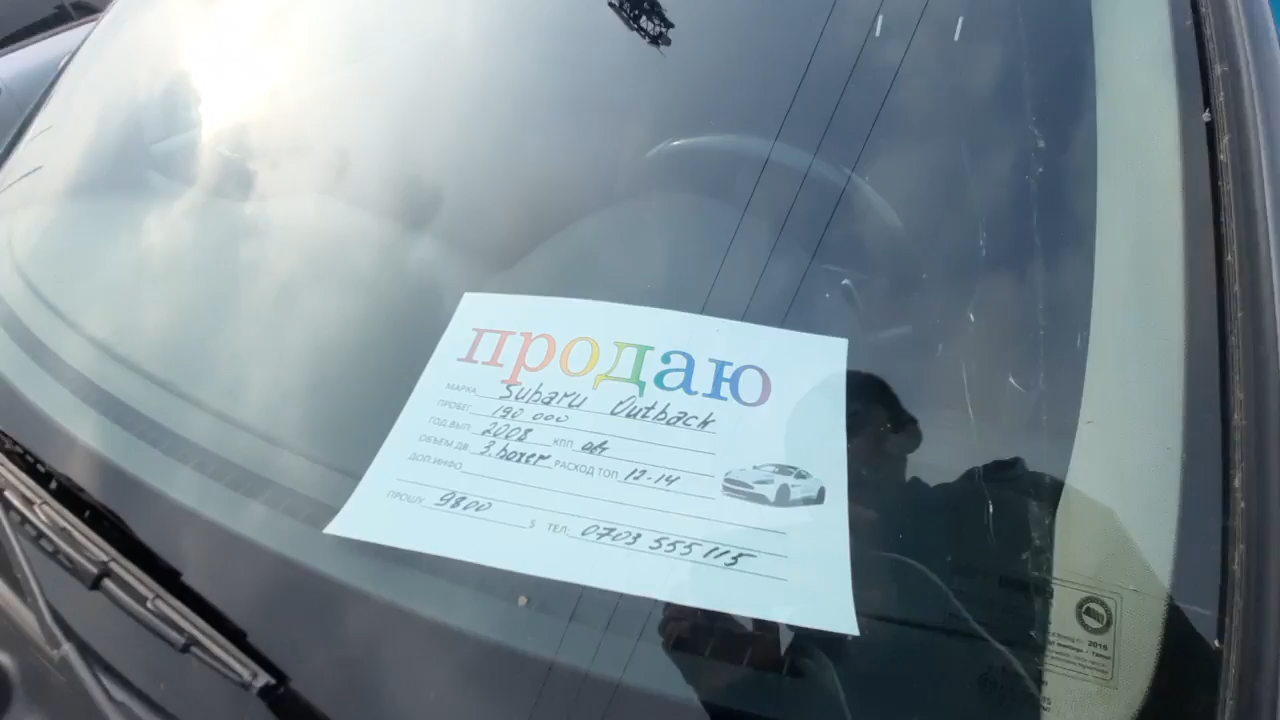 продаю
МАРКА Subaru Outback
ПРОБЕГ 190 000
ГОД ВЫП. 2008 КПП авт
ОБЪЕМ ДВ. 3. boxer РАСХОД ТОП. 12-14
ДОП.ИНФО
ПРОШУ 9800 $ ТЕЛ: 0703 555 115
2016